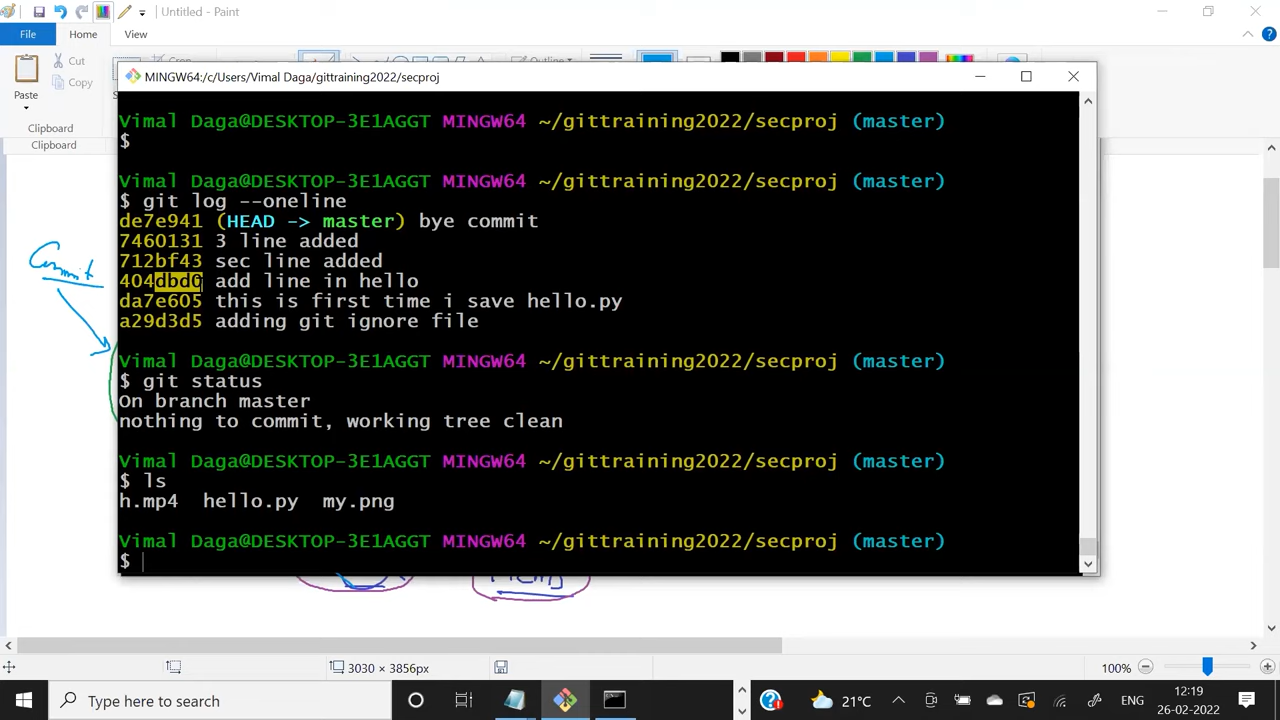 Untitled - Paint
File
Home
View
Paste
Cut
Copy
Crop
Outline
Clipboard
Clipboard
MINGW64:/c/Users/Vimal Daga/gittraining2022/secproj
Vimal Daga@DESKTOP-3E1AGGT MINGW64 ~/gittraining2022/secproj (master)
$
Vimal Daga@DESKTOP-3E1AGGT MINGW64 ~/gittraining2022/secproj (master)
$ git log --oneline
de7e941 (HEAD -> master) bye commit
7460131 3 line added
712bf43 sec line added
404dbd0 add line in hello
da7e605 this is first time i save hello.py
a29d3d5 adding git ignore file
Vimal Daga@DESKTOP-3E1AGGT MINGW64 ~/gittraining2022/secproj (master)
$ git status
On branch master
nothing to commit, working tree clean
Vimal Daga@DESKTOP-3E1AGGT MINGW64 ~/gittraining2022/secproj (master)
$ ls
h.mp4 hello.py my.png
Vimal Daga@DESKTOP-3E1AGGT MINGW64 ~/gittraining2022/secproj (master)
$
Commit
3030 × 3856px
100%
Type here to search
21°C
ENG
12:19
26-02-2022